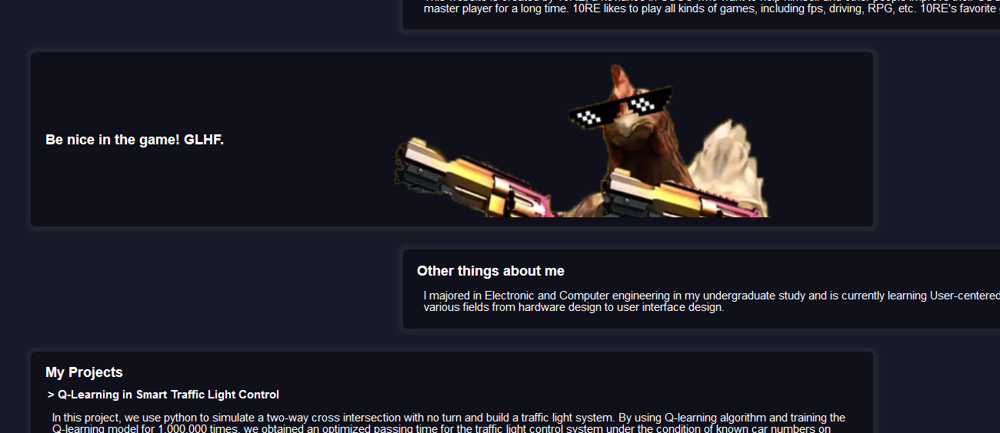 master player for a long time. 10RE likes to play all kinds of games, including fps, driving, RPG, etc. 10RE's favorite
Be nice in the game! GLHF.
Other things about me
I majored in Electronic and Computer engineering in my undergraduate study and is currently learning User-centered
various fields from hardware design to user interface design.
My Projects
> Q-Learning in Smart Traffic Light Control
In this project, we use python to simulate a two-way cross intersection with no turn and build a traffic light system. By using Q-learning algorithm and training the
Q-learning model for 1,000,000 times, we obtained an optimized passing time for the traffic light control system under the condition of known car numbers on